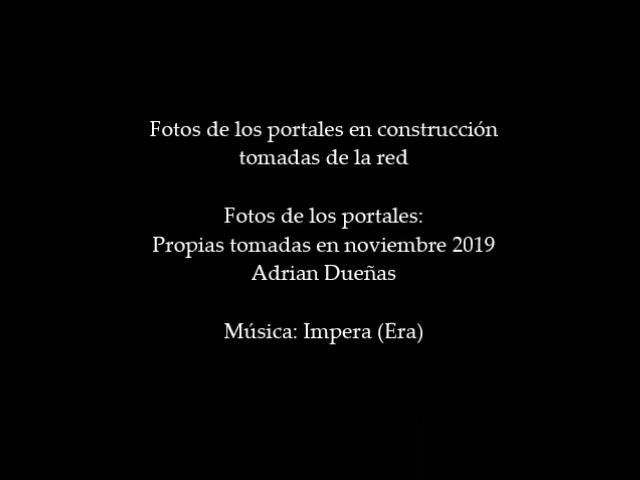 Fotos de los portales en construcción
tomadas de la red
Fotos de los portales:
Propias tomadas en noviembre 2019
Adrian Dueñas
Música: Impera (Era)